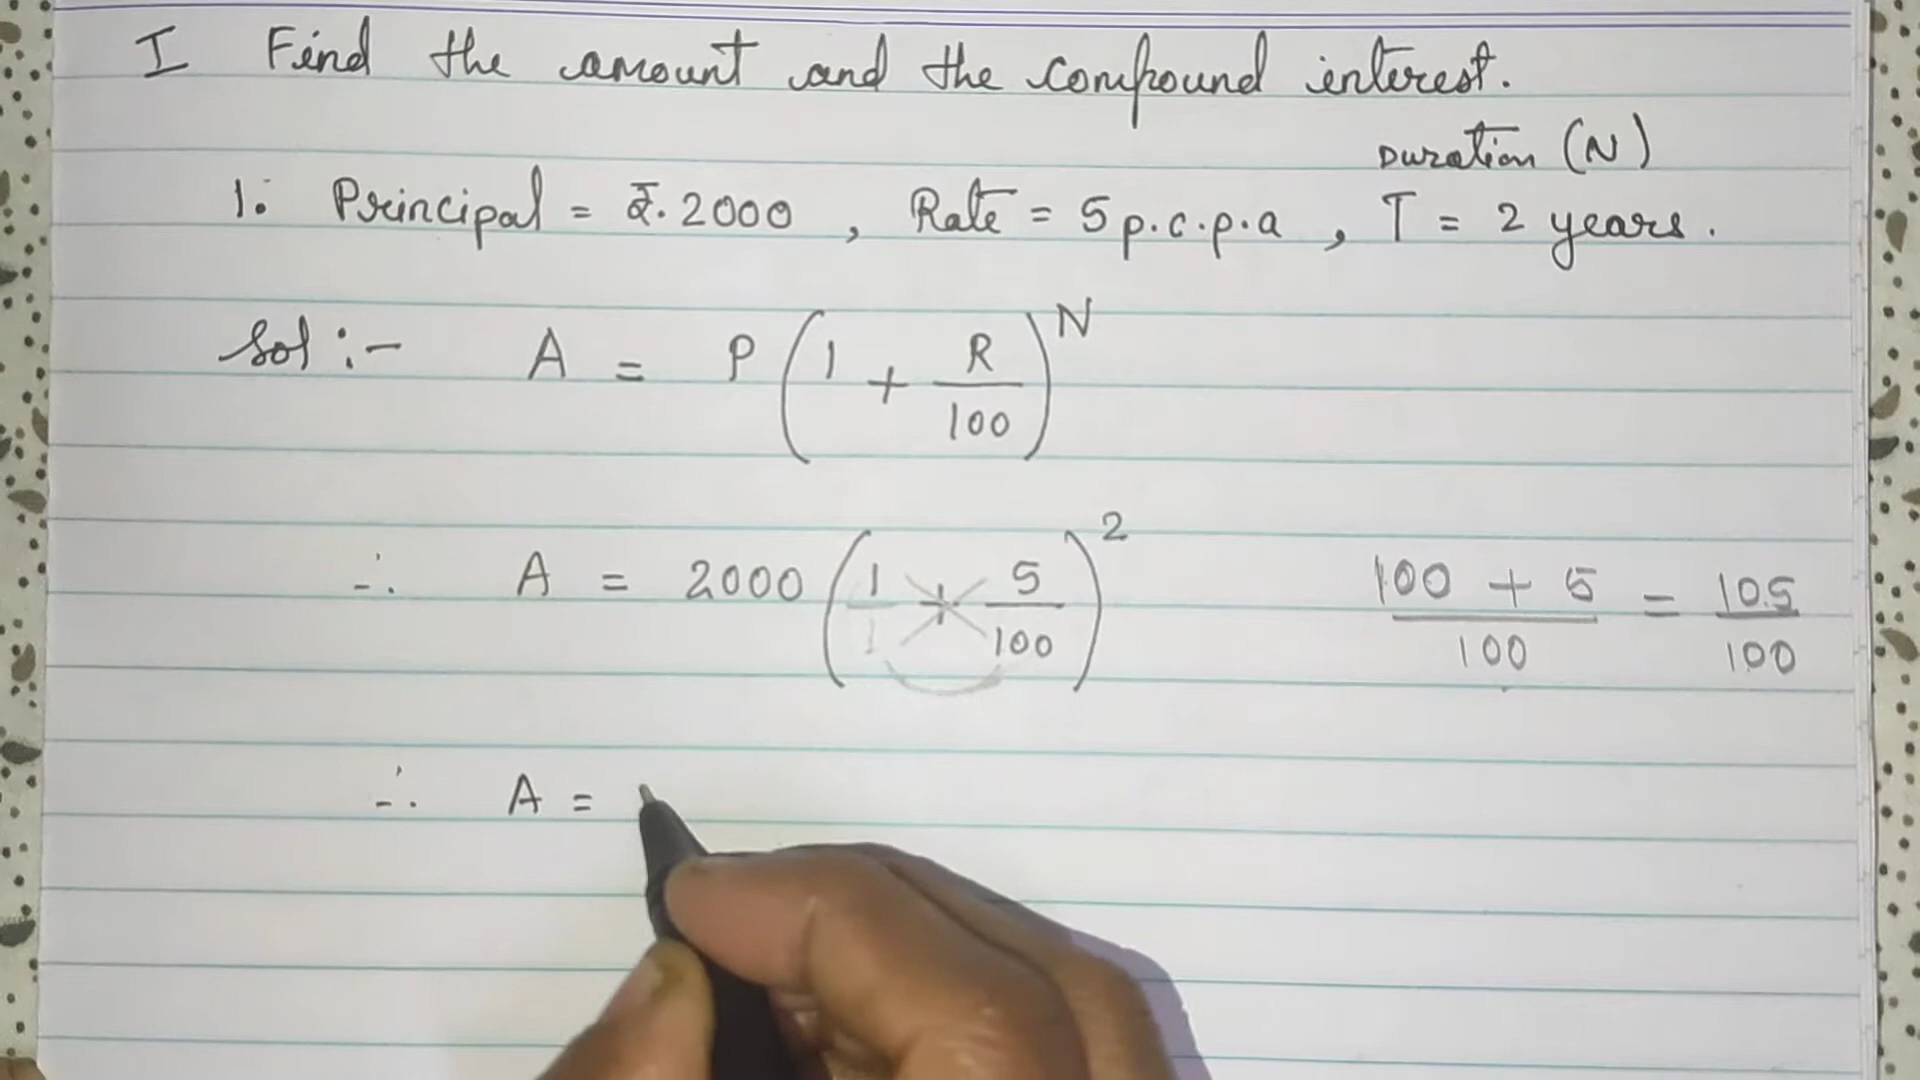 I Find the amount and the compound interest.
Duration (N)
1. Principal = ₹. 2000 , Rate = 5 p.c.p.a , T = 2 years.
Sol :- A = P (1 + R/100)^N
∴ A = 2000 (1/1 + 5/100)^2 100 + 5/100 = 105/100
∴ A =